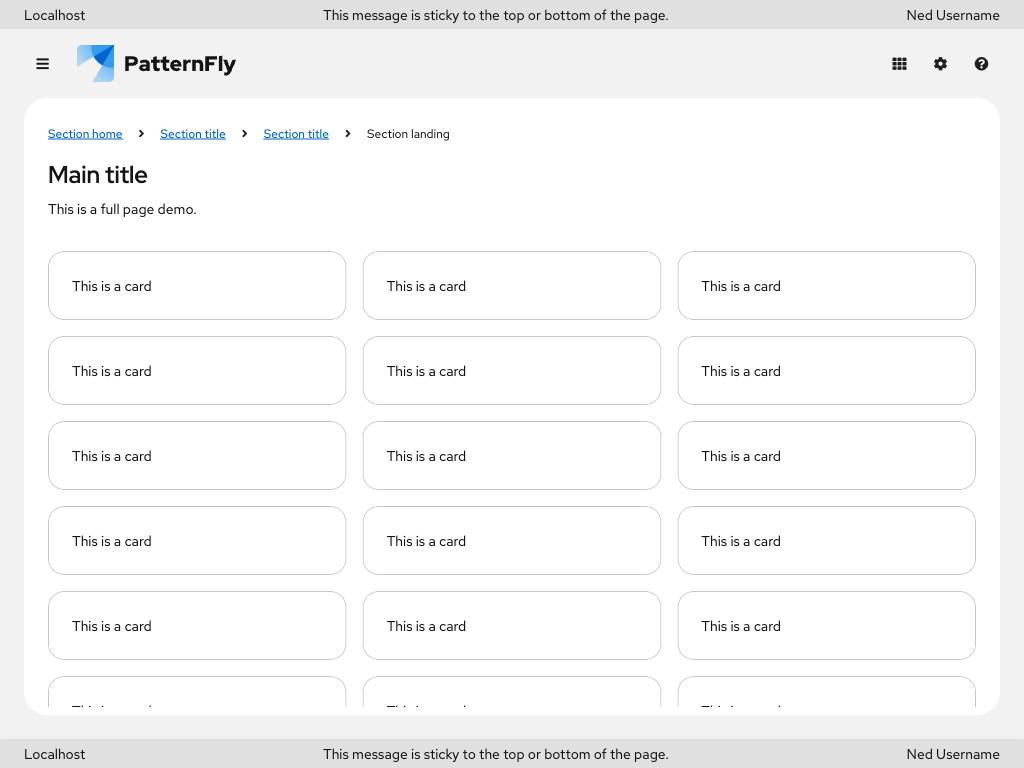 Localhost This message is sticky to the top or bottom of the page. Ned Username
PatternFly
Section home Section title Section title Section landing
Main title
This is a full page demo.
This is a card This is a card This is a card
This is a card This is a card This is a card
This is a card This is a card This is a card
This is a card This is a card This is a card
This is a card This is a card This is a card
Localhost This message is sticky to the top or bottom of the page. Ned Username